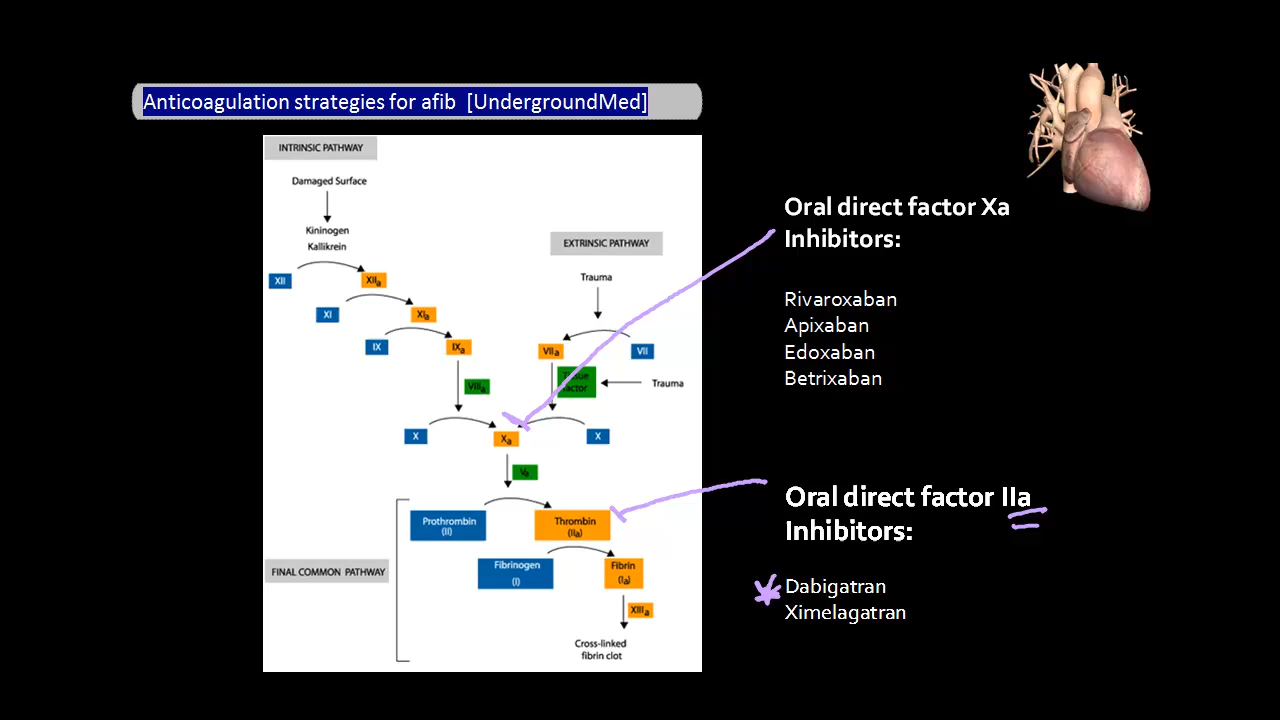 Anticoagulation strategies for afib [UndergroundMed]
INTRINSIC PATHWAY
Damaged Surface
Kininogen
Kallikrein
XII
XIIa
XI
XIa
IX
IXa
VIIIa
EXTRINSIC PATHWAY
Trauma
VIIa
VII
Tissue
factor
Trauma
X
Xa
X
Va
Prothrombin
(II)
Thrombin
(IIa)
FINAL COMMON PATHWAY
Fibrinogen
(I)
Fibrin
(Ia)
XIIIa
Cross-linked
fibrin clot
Oral direct factor Xa
Inhibitors:
Rivaroxaban
Apixaban
Edoxaban
Betrixaban
Oral direct factor IIa
Inhibitors:
Dabigatran
Ximelagatran